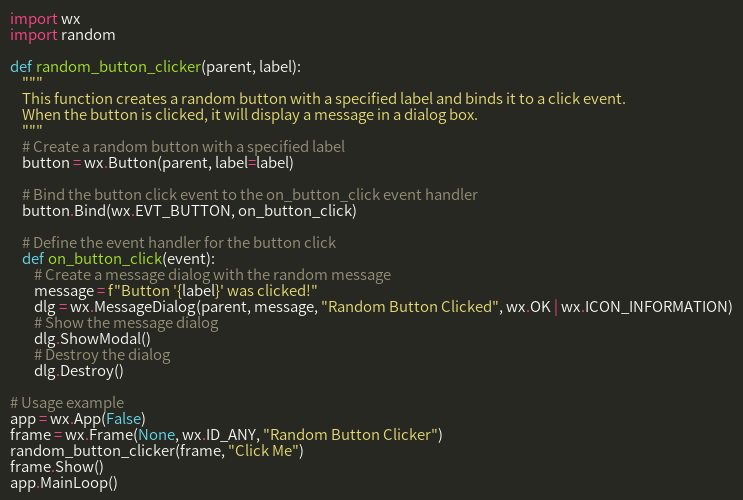 import wx
import random

def random_button_clicker(parent, label):
    """
    This function creates a random button with a specified label and binds it to a click event.
    When the button is clicked, it will display a message in a dialog box.
    """
    # Create a random button with a specified label
    button = wx.Button(parent, label=label)

    # Bind the button click event to the on_button_click event handler
    button.Bind(wx.EVT_BUTTON, on_button_click)

    # Define the event handler for the button click
    def on_button_click(event):
        # Create a message dialog with the random message
        message = f"Button '{label}' was clicked!"
        dlg = wx.MessageDialog(parent, message, "Random Button Clicked", wx.OK | wx.ICON_INFORMATION)
        # Show the message dialog
        dlg.ShowModal()
        # Destroy the dialog
        dlg.Destroy()

# Usage example
app = wx.App(False)
frame = wx.Frame(None, wx.ID_ANY, "Random Button Clicker")
random_button_clicker(frame, "Click Me")
frame.Show()
app.MainLoop()